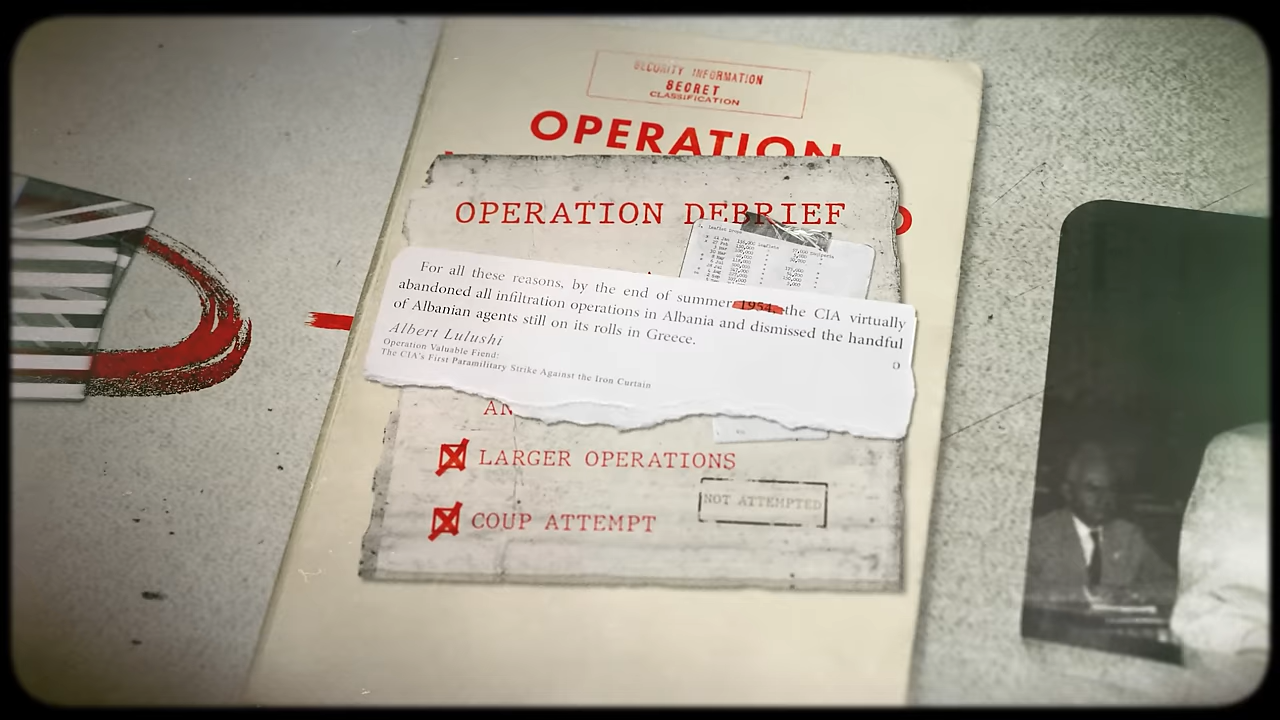 SECURITY INFORMATION
SECRET
CLASSIFICATION
OPERATION
OPERATION DEBRIEF
For all these reasons, by the end of summer 1954, the CIA virtually
abandoned all infiltration operations in Albania and dismissed the handful
of Albanian agents still on its rolls in Greece.
Albert Lulushi
Operation Valuable Fiend:
The CIA's First Paramilitary Strike Against the Iron Curtain
LARGER OPERATIONS
NOT ATTEMPTED
COUP ATTEMPT